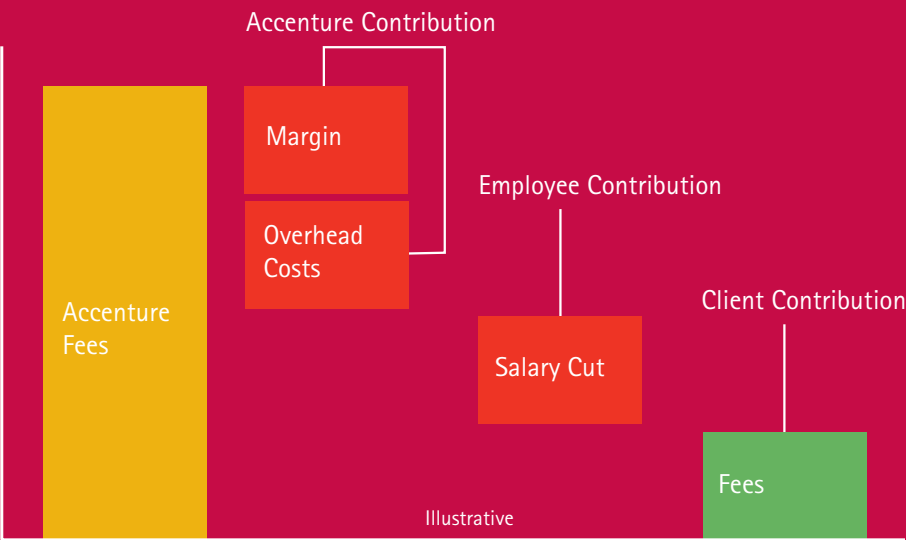 Accenture Contribution
Margin
Employee Contribution
Overhead
Costs
Client Contribution
Accenture
Fees
Salary Cut
Fees
Illustrative